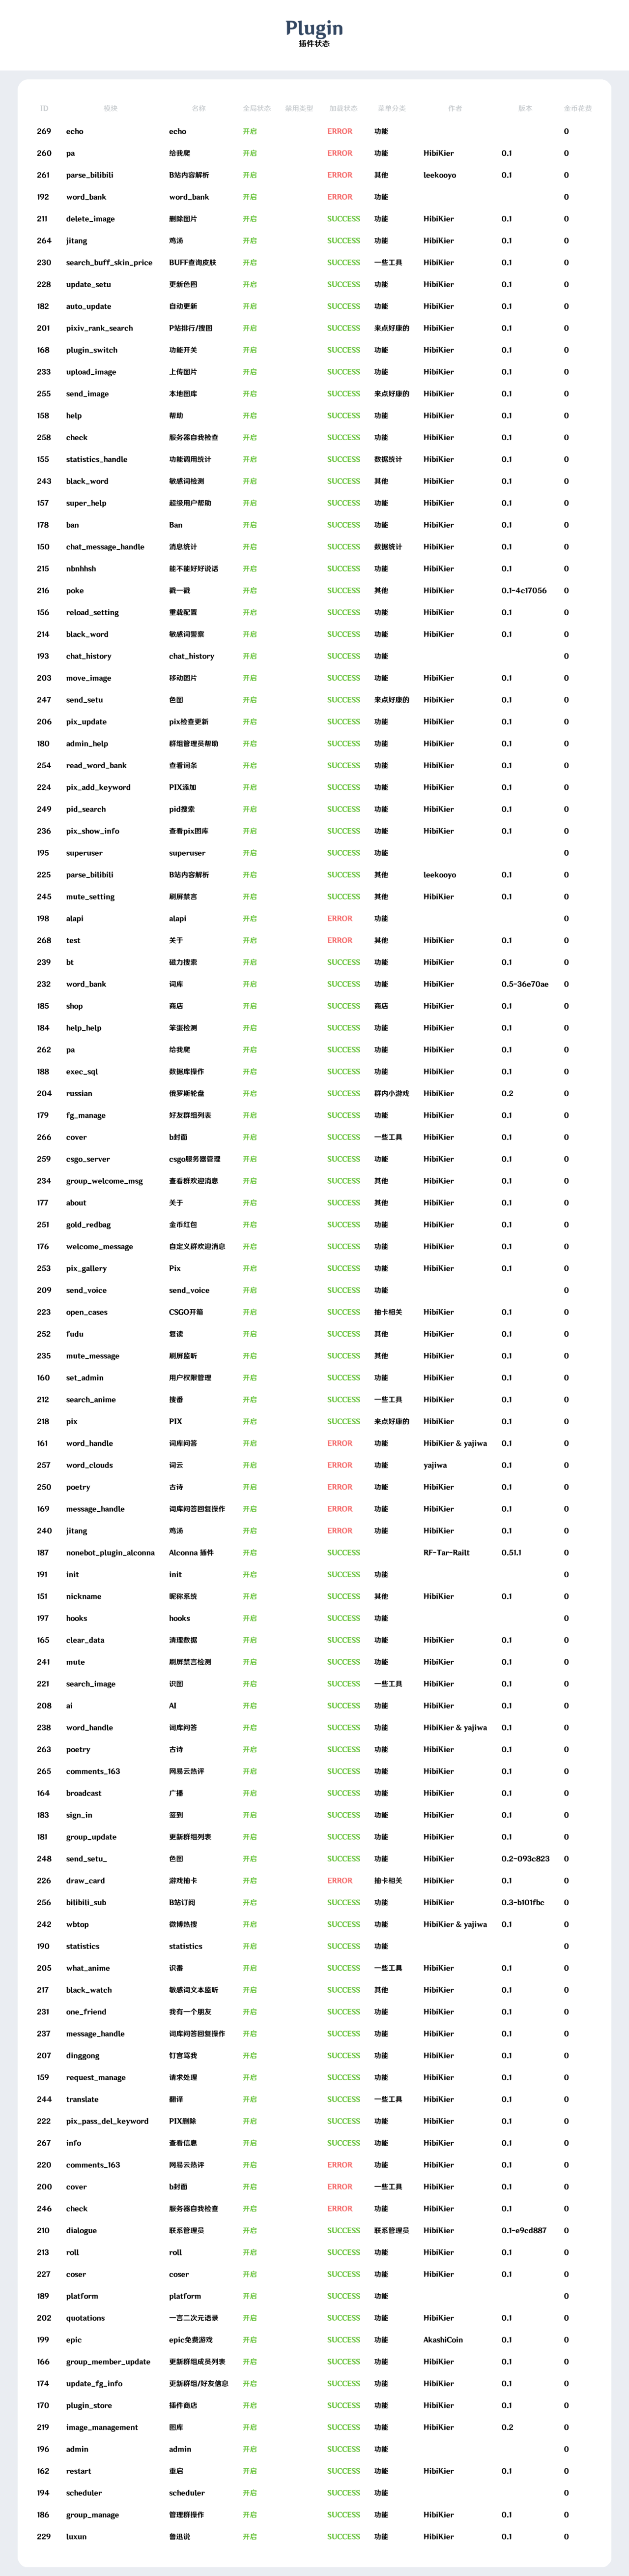 Plugin
插件状态
ID 模块 名称 全局状态 禁用类型 加载状态 菜单分类 作者 版本 金币花费
269 echo echo 开启 ERROR 功能 0
260 pa 给我爬 开启 ERROR 功能 HibiKier 0.1 0
261 parse_bilibili B站内容解析 开启 ERROR 其他 leekooyo 0.1 0
192 word_bank word_bank 开启 ERROR 功能 0
211 delete_image 删除图片 开启 SUCCESS 功能 HibiKier 0.1 0
264 jitang 鸡汤 开启 SUCCESS 功能 HibiKier 0.1 0
230 search_buff_skin_price BUFF查询皮肤 开启 SUCCESS 一些工具 HibiKier 0.1 0
228 update_setu 更新色图 开启 SUCCESS 功能 HibiKier 0.1 0
182 auto_update 自动更新 开启 SUCCESS 功能 HibiKier 0.1 0
201 pixiv_rank_search P站排行/搜图 开启 SUCCESS 来点好康的 HibiKier 0.1 0
168 plugin_switch 功能开关 开启 SUCCESS 功能 HibiKier 0.1 0
233 upload_image 上传图片 开启 SUCCESS 功能 HibiKier 0.1 0
255 send_image 本地图库 开启 SUCCESS 来点好康的 HibiKier 0.1 0
158 help 帮助 开启 SUCCESS 功能 HibiKier 0.1 0
258 check 服务器自我检查 开启 SUCCESS 功能 HibiKier 0.1 0
155 statistics_handle 功能调用统计 开启 SUCCESS 数据统计 HibiKier 0.1 0
243 black_word 敏感词检测 开启 SUCCESS 其他 HibiKier 0.1 0
157 super_help 超级用户帮助 开启 SUCCESS 功能 HibiKier 0.1 0
178 ban Ban 开启 SUCCESS 功能 HibiKier 0.1 0
150 chat_message_handle 消息统计 开启 SUCCESS 数据统计 HibiKier 0.1 0
215 nbnhhsh 能不能好好说话 开启 SUCCESS 功能 HibiKier 0.1 0
216 poke 戳一戳 开启 SUCCESS 其他 HibiKier 0.1-4c17056 0
156 reload_setting 重载配置 开启 SUCCESS 功能 HibiKier 0.1 0
214 black_word 敏感词警察 开启 SUCCESS 功能 HibiKier 0.1 0
193 chat_history chat_history 开启 SUCCESS 功能 0
203 move_image 移动图片 开启 SUCCESS 功能 HibiKier 0.1 0
247 send_setu 色图 开启 SUCCESS 来点好康的 HibiKier 0.1 0
206 pix_update pix检查更新 开启 SUCCESS 功能 HibiKier 0.1 0
180 admin_help 群组管理员帮助 开启 SUCCESS 功能 HibiKier 0.1 0
254 read_word_bank 查看词条 开启 SUCCESS 功能 HibiKier 0.1 0
224 pix_add_keyword PIX添加 开启 SUCCESS 功能 HibiKier 0.1 0
249 pid_search pid搜索 开启 SUCCESS 功能 HibiKier 0.1 0
236 pix_show_info 查看pix图库 开启 SUCCESS 功能 HibiKier 0.1 0
195 superuser superuser 开启 SUCCESS 功能 0
225 parse_bilibili B站内容解析 开启 SUCCESS 其他 leekooyo 0.1 0
245 mute_setting 刷屏禁言 开启 SUCCESS 其他 HibiKier 0.1 0
198 alapi alapi 开启 ERROR 功能 0
268 test 关于 开启 ERROR 其他 HibiKier 0.1 0
239 bt 磁力搜索 开启 SUCCESS 功能 HibiKier 0.1 0
232 word_bank 词库 开启 SUCCESS 功能 HibiKier 0.5-36e70ae 0
185 shop 商店 开启 SUCCESS 商店 HibiKier 0.1 0
184 help_help 笨蛋检测 开启 SUCCESS 功能 HibiKier 0.1 0
262 pa 给我爬 开启 SUCCESS 功能 HibiKier 0.1 0
188 exec_sql 数据库操作 开启 SUCCESS 功能 HibiKier 0.1 0
204 russian 俄罗斯轮盘 开启 SUCCESS 群内小游戏 HibiKier 0.2 0
179 fg_manage 好友群组列表 开启 SUCCESS 功能 HibiKier 0.1 0
266 cover b封面 开启 SUCCESS 一些工具 HibiKier 0.1 0
259 csgo_server csgo服务器管理 开启 SUCCESS 功能 HibiKier 0.1 0
234 group_welcome_msg 查看群欢迎消息 开启 SUCCESS 其他 HibiKier 0.1 0
177 about 关于 开启 SUCCESS 其他 HibiKier 0.1 0
251 gold_redbag 金币红包 开启 SUCCESS 功能 HibiKier 0.1 0
176 welcome_message 自定义群欢迎消息 开启 SUCCESS 功能 HibiKier 0.1 0
253 pix_gallery Pix 开启 SUCCESS 功能 HibiKier 0.1 0
209 send_voice send_voice 开启 SUCCESS 功能 0
223 open_cases CSGO开箱 开启 SUCCESS 抽卡相关 HibiKier 0.1 0
252 fudu 复读 开启 SUCCESS 其他 HibiKier 0.1 0
235 mute_message 刷屏监听 开启 SUCCESS 其他 HibiKier 0.1 0
160 set_admin 用户权限管理 开启 SUCCESS 功能 HibiKier 0.1 0
212 search_anime 搜番 开启 SUCCESS 一些工具 HibiKier 0.1 0
218 pix PIX 开启 SUCCESS 来点好康的 HibiKier 0.1 0
161 word_handle 词库问答 开启 ERROR 功能 HibiKier & yajiwa 0.1 0
257 word_clouds 词云 开启 ERROR 功能 yajiwa 0.1 0
250 poetry 古诗 开启 ERROR 功能 HibiKier 0.1 0
169 message_handle 词库问答回复操作 开启 ERROR 功能 HibiKier 0.1 0
240 jitang 鸡汤 开启 ERROR 功能 HibiKier 0.1 0
187 nonebot_plugin_alconna Alconna 插件 开启 SUCCESS RF-Tar-Railt 0.51.1 0
191 init init 开启 SUCCESS 功能 0
151 nickname 昵称系统 开启 SUCCESS 其他 HibiKier 0.1 0
197 hooks hooks 开启 SUCCESS 功能 0
165 clear_data 清理数据 开启 SUCCESS 功能 HibiKier 0.1 0
241 mute 刷屏禁言检测 开启 SUCCESS 功能 HibiKier 0.1 0
221 search_image 识图 开启 SUCCESS 一些工具 HibiKier 0.1 0
208 ai AI 开启 SUCCESS 功能 HibiKier 0.1 0
238 word_handle 词库问答 开启 SUCCESS 功能 HibiKier & yajiwa 0.1 0
263 poetry 古诗 开启 SUCCESS 功能 HibiKier 0.1 0
265 comments_163 网易云热评 开启 SUCCESS 功能 HibiKier 0.1 0
164 broadcast 广播 开启 SUCCESS 功能 HibiKier 0.1 0
183 sign_in 签到 开启 SUCCESS 功能 HibiKier 0.1 0
181 group_update 更新群组列表 开启 SUCCESS 功能 HibiKier 0.1 0
248 send_setu_ 色图 开启 SUCCESS 功能 HibiKier 0.2-093c823 0
226 draw_card 游戏抽卡 开启 ERROR 抽卡相关 HibiKier 0.1 0
256 bilibili_sub B站订阅 开启 SUCCESS 功能 HibiKier 0.3-b101fbc 0
242 wbtop 微博热搜 开启 SUCCESS 功能 HibiKier & yajiwa 0.1 0
190 statistics statistics 开启 SUCCESS 功能 0
205 what_anime 识番 开启 SUCCESS 一些工具 HibiKier 0.1 0
217 black_watch 敏感词文本监听 开启 SUCCESS 其他 HibiKier 0.1 0
231 one_friend 我有一个朋友 开启 SUCCESS 功能 HibiKier 0.1 0
237 message_handle 词库问答回复操作 开启 SUCCESS 功能 HibiKier 0.1 0
207 dinggong 钉宫骂我 开启 SUCCESS 功能 HibiKier 0.1 0
159 request_manage 请求处理 开启 SUCCESS 功能 HibiKier 0.1 0
244 translate 翻译 开启 SUCCESS 一些工具 HibiKier 0.1 0
222 pix_pass_del_keyword PIX删除 开启 SUCCESS 功能 HibiKier 0.1 0
267 info 查看信息 开启 SUCCESS 功能 HibiKier 0.1 0
220 comments_163 网易云热评 开启 ERROR 功能 HibiKier 0.1 0
200 cover b封面 开启 ERROR 一些工具 HibiKier 0.1 0
246 check 服务器自我检查 开启 ERROR 功能 HibiKier 0.1 0
210 dialogue 联系管理员 开启 SUCCESS 联系管理员 HibiKier 0.1-e9cd887 0
213 roll roll 开启 SUCCESS 功能 HibiKier 0.1 0
227 coser coser 开启 SUCCESS 功能 HibiKier 0.1 0
189 platform platform 开启 SUCCESS 功能 0
202 quotations 一言二次元语录 开启 SUCCESS 功能 HibiKier 0.1 0
199 epic epic免费游戏 开启 SUCCESS 功能 AkashiCoin 0.1 0
166 group_member_update 更新群组成员列表 开启 SUCCESS 功能 HibiKier 0.1 0
174 update_fg_info 更新群组/好友信息 开启 SUCCESS 功能 HibiKier 0.1 0
170 plugin_store 插件商店 开启 SUCCESS 功能 HibiKier 0.1 0
219 image_management 图库 开启 SUCCESS 功能 HibiKier 0.2 0
196 admin admin 开启 SUCCESS 功能 0
162 restart 重启 开启 SUCCESS 功能 HibiKier 0.1 0
194 scheduler scheduler 开启 SUCCESS 功能 0
186 group_manage 管理群操作 开启 SUCCESS 功能 HibiKier 0.1 0
229 luxun 鲁迅说 开启 SUCCESS 功能 HibiKier 0.1 0